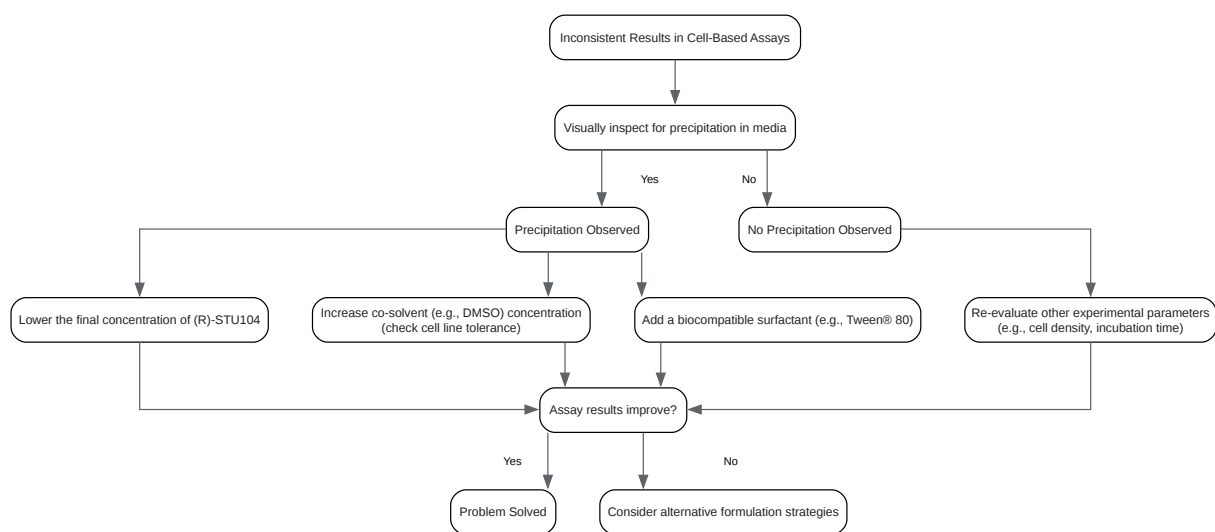 Inconsistent Results in Cell-Based Assays
Visually inspect for precipitation in media
Yes
No
Precipitation Observed
No Precipitation Observed
Lower the final concentration of (R)-STU104
Increase co-solvent (e.g., DMSO) concentration
(check cell line tolerance)
Add a biocompatible surfactant (e.g., Tween® 80)
Re-evaluate other experimental parameters
(e.g., cell density, incubation time)
Assay results improve?
Yes
No
Problem Solved
Consider alternative formulation strategies